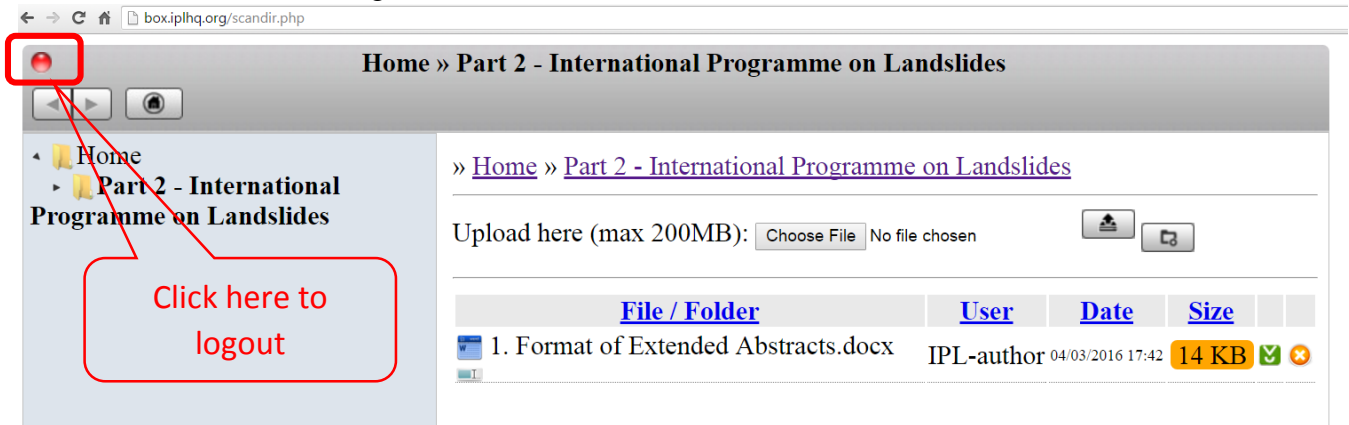 box.iplhq.org/scandir.php
Home » Part 2 - International Programme on Landslides
Home
Part 2 - International
Programme on Landslides
» Home » Part 2 - International Programme on Landslides
Upload here (max 200MB): Choose File No file chosen
Click here to
logout
File / Folder User Date Size
1. Format of Extended Abstracts.docx IPL-author 04/03/2016 17:42 14 KB